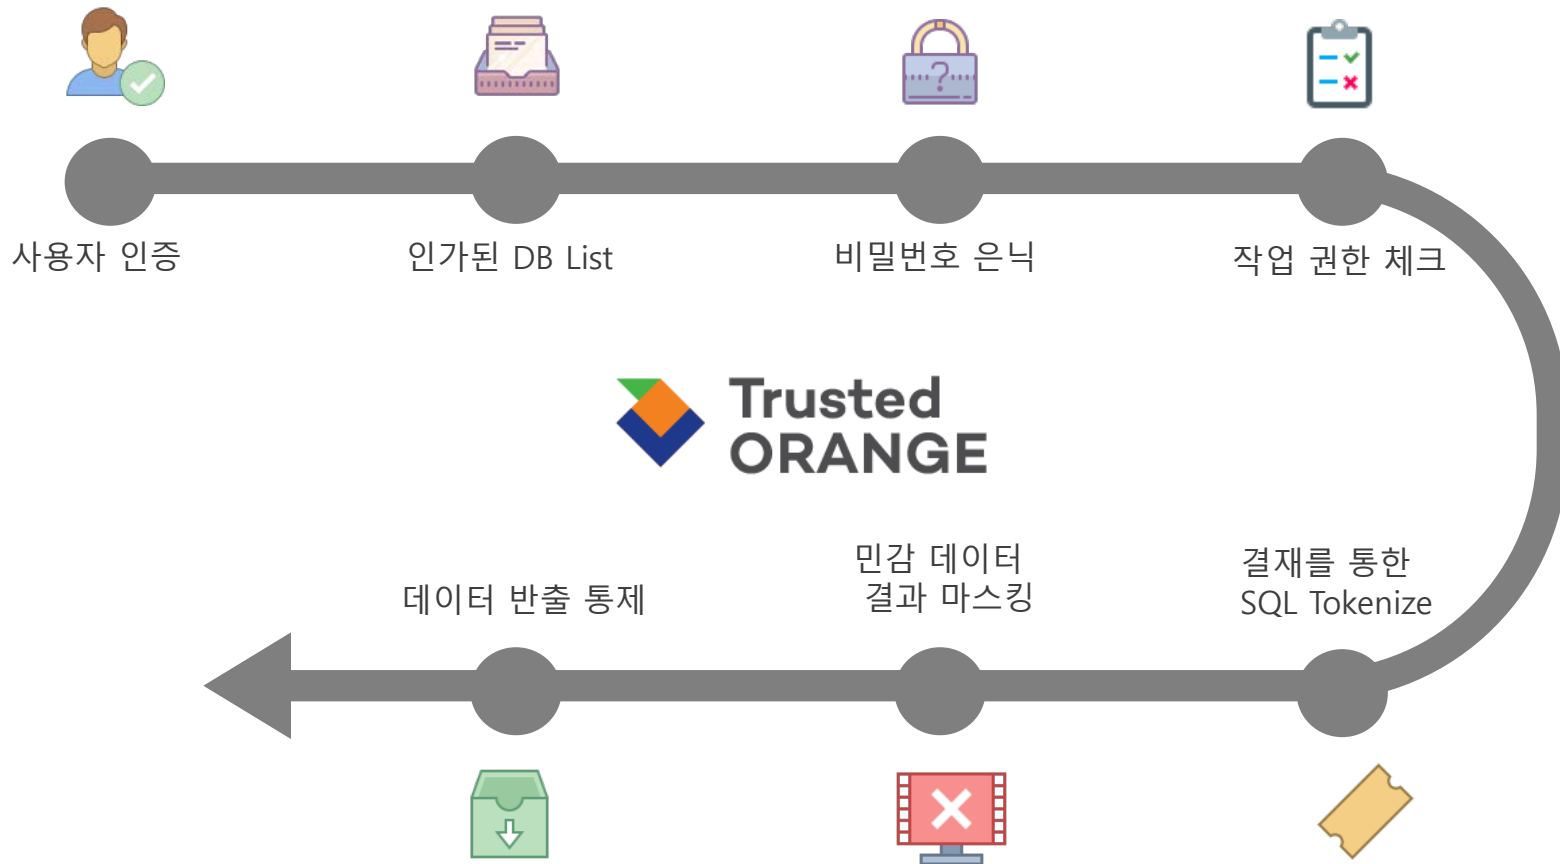 사용자 인증
인가된 DB List
비밀번호 은닉
?
작업 권한 체크
Trusted
ORANGE
데이터 반출 통제
민감 데이터
결과 마스킹
결재를 통한
SQL Tokenize